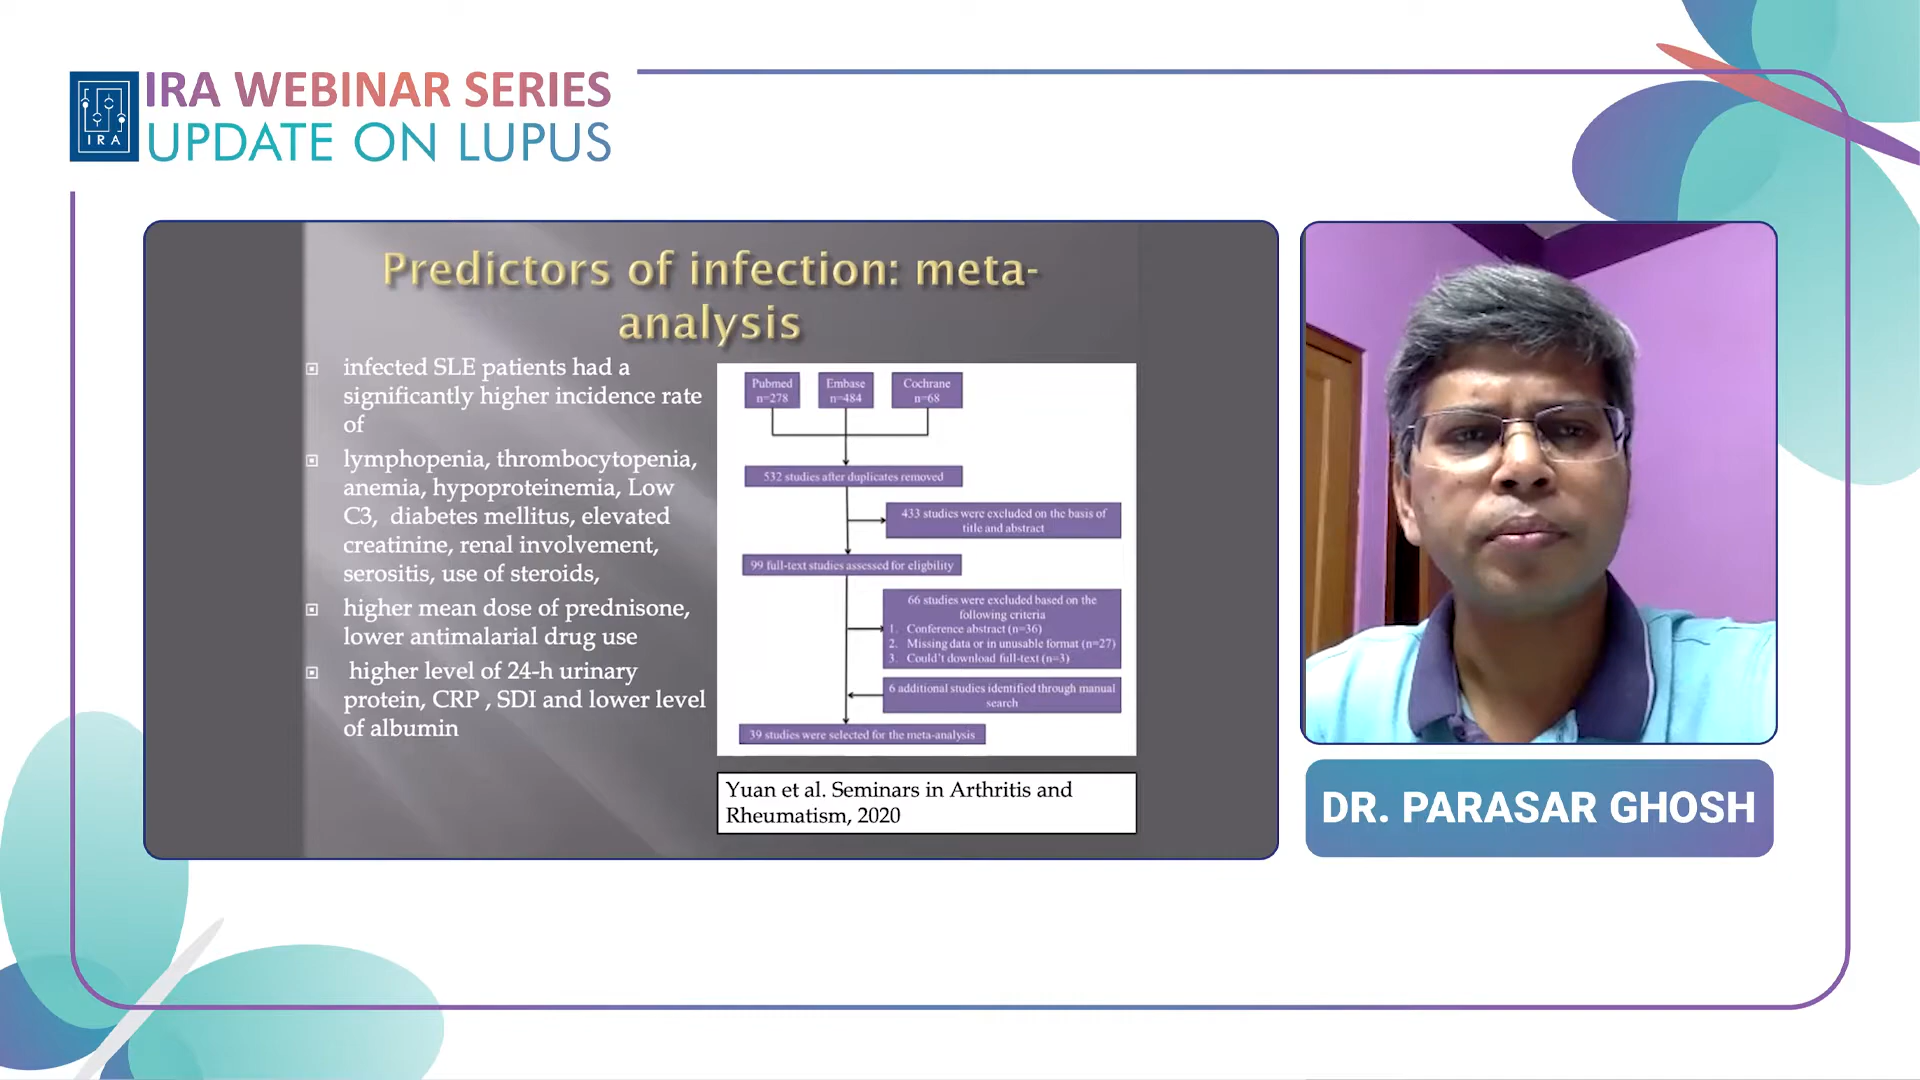 IRA WEBINAR SERIES
UPDATE ON LUPUS
IRA
Predictors of infection: meta-
analysis
infected SLE patients had a
significantly higher incidence rate
of
lymphopenia, thrombocytopenia,
anemia, hypoproteinemia, Low
C3, diabetes mellitus, elevated
creatinine, renal involvement,
serositis, use of steroids,
higher mean dose of prednisone,
lower antimalarial drug use
higher level of 24-h urinary
protein, CRP , SDI and lower level
of albumin
Pubmed
n=278
Embase
n=484
Cochrane
n=68
532 studies after duplicates removed
433 studies were excluded on the basis of
title and abstract
99 full-text studies assessed for eligbility
66 studies were excluded based on the
following criteria
1. Conference abstract (n=36)
2. Missing data or in unusable format (n=27)
3. Could't download full-text (n=3)
6 additional studies identified through manual
search
39 studies were selected for the meta-analysis
Yuan et al. Seminars in Arthritis and
Rheumatism, 2020
DR. PARASAR GHOSH